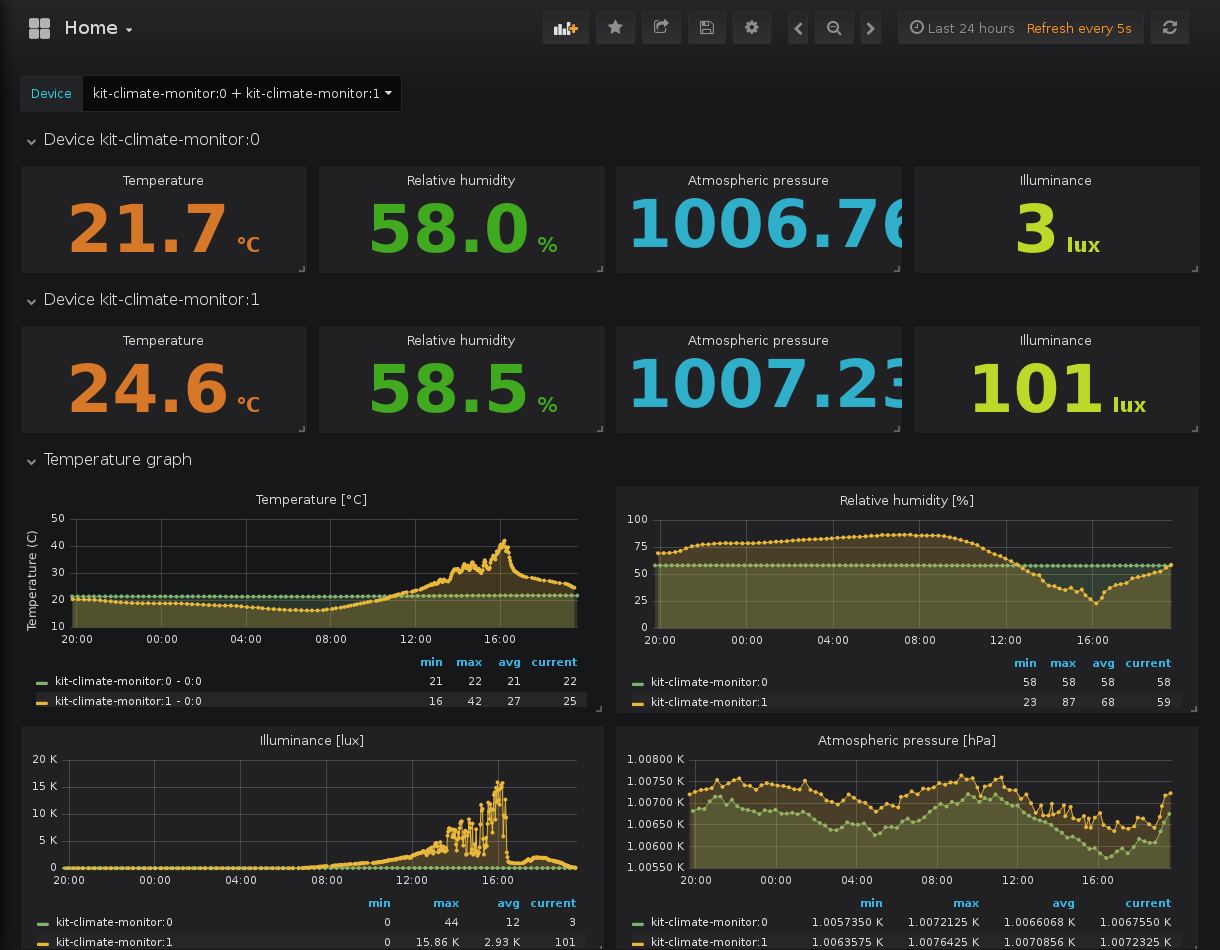 Home
Last 24 hours Refresh every 5s
Device kit-climate-monitor:0 + kit-climate-monitor:1
Device kit-climate-monitor:0
Temperature Relative humidity Atmospheric pressure Illuminance
21.7 °C 58.0 % 1006.76 3 lux
Device kit-climate-monitor:1
Temperature Relative humidity Atmospheric pressure Illuminance
24.6 °C 58.5 % 1007.23 101 lux
Temperature graph
Temperature [°C]
Temperature (C)
50
40
30
20
10
20:00 00:00 04:00 08:00 12:00 16:00
min max avg current
kit-climate-monitor:0 - 0:0 21 22 21 22
kit-climate-monitor:1 - 0:0 16 42 27 25
Relative humidity [%]
100
75
50
25
0
20:00 00:00 04:00 08:00 12:00 16:00
min max avg current
kit-climate-monitor:0 58 58 58 58
kit-climate-monitor:1 23 87 68 59
Illuminance [lux]
20 K
15 K
10 K
5 K
0
20:00 00:00 04:00 08:00 12:00 16:00
min max avg current
kit-climate-monitor:0 0 44 12 3
kit-climate-monitor:1 0 15.86 K 2.93 K 101
Atmospheric pressure [hPa]
1.00800 K
1.00750 K
1.00700 K
1.00650 K
1.00600 K
1.00550 K
20:00 00:00 04:00 08:00 12:00 16:00
min max avg current
kit-climate-monitor:0 1.0057350 K 1.0072125 K 1.0066068 K 1.0067550 K
kit-climate-monitor:1 1.0063575 K 1.0076425 K 1.0070856 K 1.0072325 K